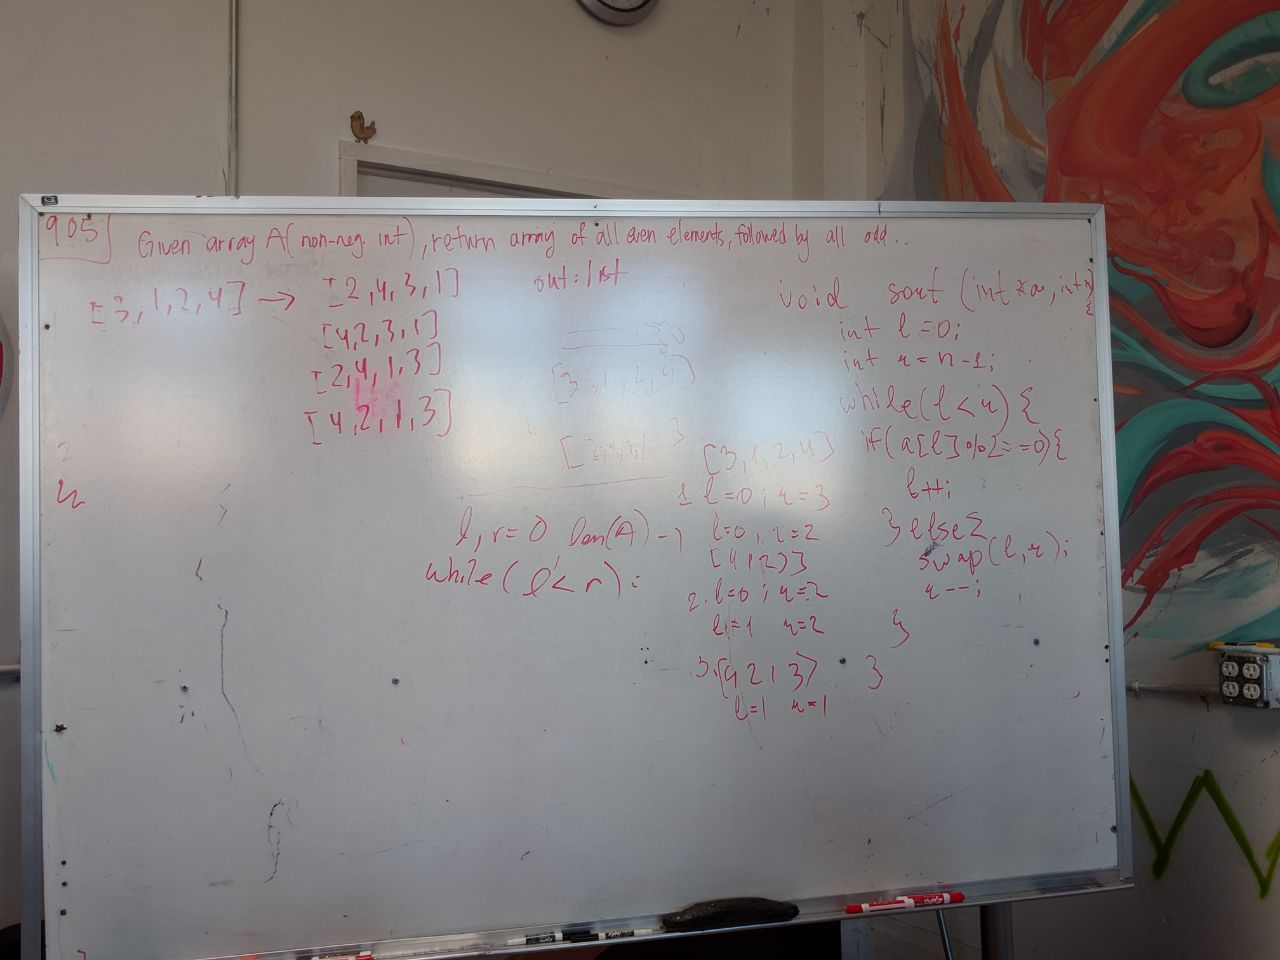 905] Given array A(non-neg. int), return array of all even elements, followed by all odd..
[3,1,2,4] → [2,4,3,1]
[4,2,3,1]
[2,4,1,3]
[4,2,1,3]
out: list
[3,1,2,4]
l, r=0, len(A)-1
while (l<r):
[3,1,2,4]
1 l=0; r=3
l=0, r=2
2. l=0; r=2
l=1 r=2
3. [4 2 1 3]
l=1 r=1
void sort (int *a, int n)
{
int l=0;
int r=n-1;
while(l<r){
if(a[l]%2==0){
l++;
} else {
swap(l,r);
r--;
}
}